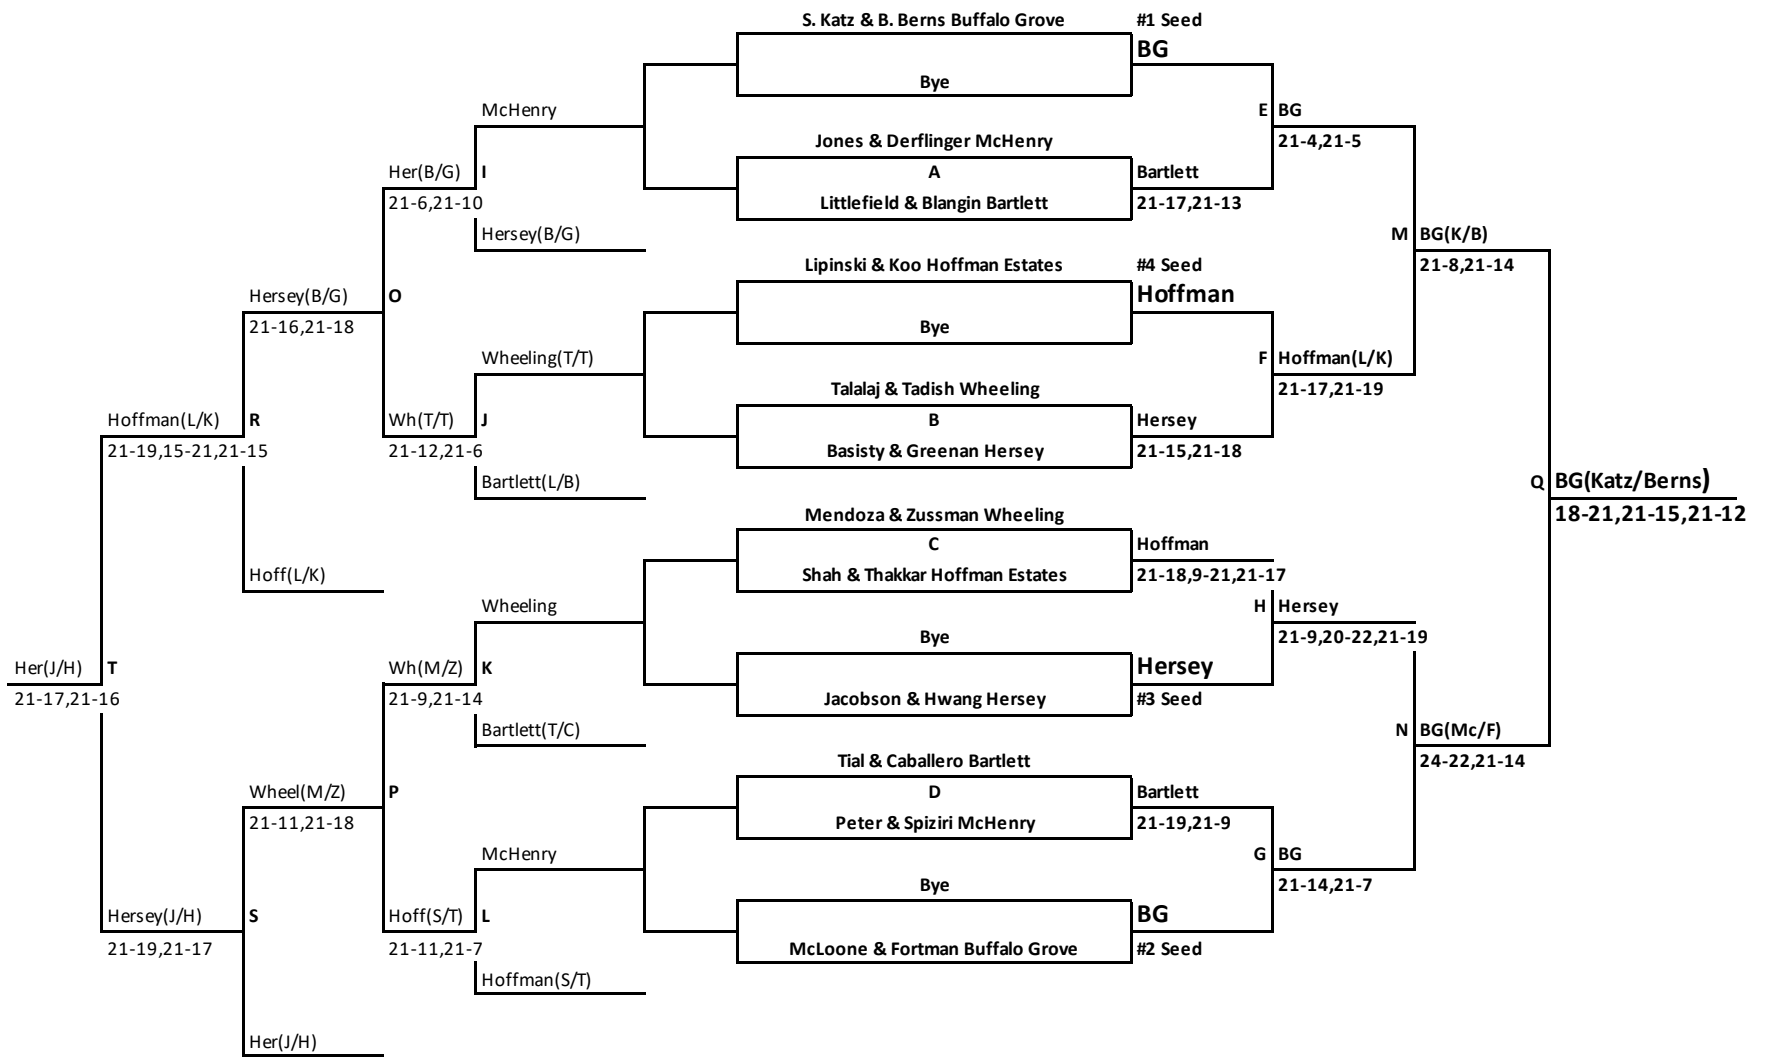 S. Katz & B. Berns Buffalo Grove #1 Seed
BG
Bye
McHenry E BG
Jones & Derflinger McHenry 21-4,21-5
Her(B/G) I A Bartlett
21-6,21-10 Littlefield & Blangin Bartlett 21-17,21-13
Hersey(B/G) M BG(K/B)
Lipinski & Koo Hoffman Estates #4 Seed 21-8,21-14
Hersey(B/G) O Hoffman
21-16,21-18 Bye
Wheeling(T/T) F Hoffman(L/K)
Talalaj & Tadish Wheeling 21-17,21-19
Hoffman(L/K) R Wh(T/T) J B Hersey
21-19,15-21,21-15 21-12,21-6 Basisty & Greenan Hersey 21-15,21-18
Bartlett(L/B) Q BG(Katz/Berns)
Mendoza & Zussman Wheeling 18-21,21-15,21-12
C Hoffman
Hoff(L/K) Shah & Thakkar Hoffman Estates 21-18,9-21,21-17
Wheeling H Hersey
Bye 21-9,20-22,21-19
Her(J/H) T Wh(M/Z) K Hersey
21-17,21-16 21-9,21-14 Jacobson & Hwang Hersey #3 Seed
Bartlett(T/C) N BG(Mc/F)
Tial & Caballero Bartlett 24-22,21-14
Wheel(M/Z) P D Bartlett
21-11,21-18 Peter & Spiziri McHenry 21-19,21-9
McHenry G BG
Bye 21-14,21-7
Hersey(J/H) S Hoff(S/T) L BG
21-19,21-17 21-11,21-7 McLoone & Fortman Buffalo Grove #2 Seed
Hoffman(S/T)
Her(J/H)